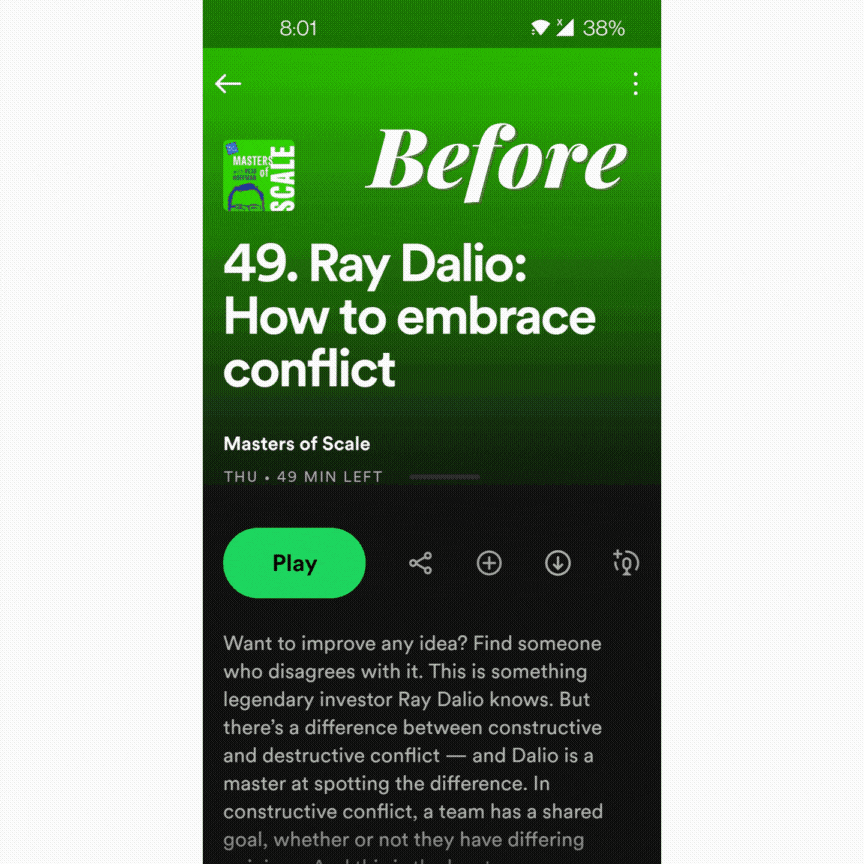 8:01
38%
Before
MASTERS
of
SCALE
WITH REID
HOFFMAN
49. Ray Dalio:
How to embrace
conflict
Masters of Scale
THU • 49 MIN LEFT
Play
Want to improve any idea? Find someone
who disagrees with it. This is something
legendary investor Ray Dalio knows. But
there’s a difference between constructive
and destructive conflict — and Dalio is a
master at spotting the difference. In
constructive conflict, a team has a shared
goal, whether or not they have differing